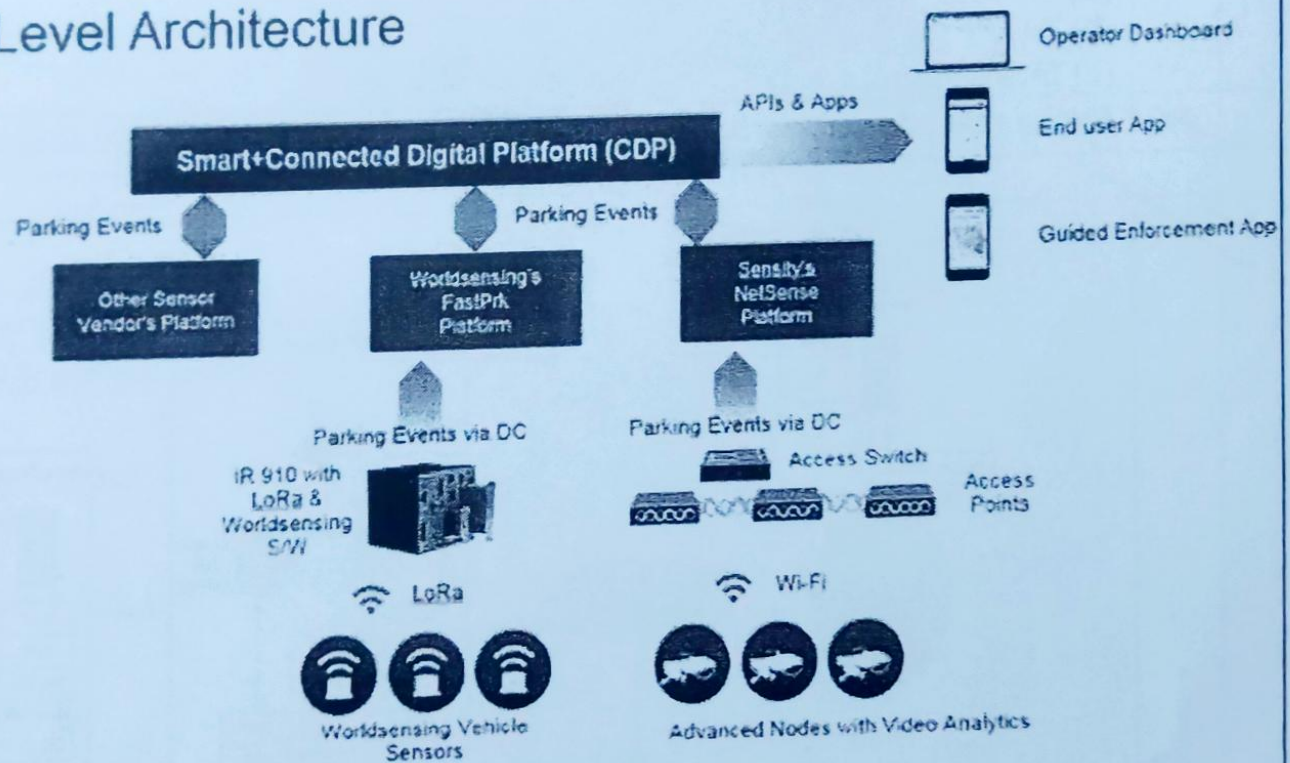 Level Architecture
Operator Dashboard
APIs & Apps
End user App
Smart+Connected Digital Platform (CDP)
Parking Events
Parking Events
Guided Enforcement App
Other Sensor
Vendor's Platform
Worldsensing's
FastPrk
Platform
Sensity's
NetSense
Platform
Parking Events via DC
Parking Events via DC
IR 910 with
LoRa &
Worldsensing
S/W
Access Switch
Access
Points
LoRa
Wi-Fi
Worldsensing Vehicle
Sensors
Advanced Nodes with Video Analytics